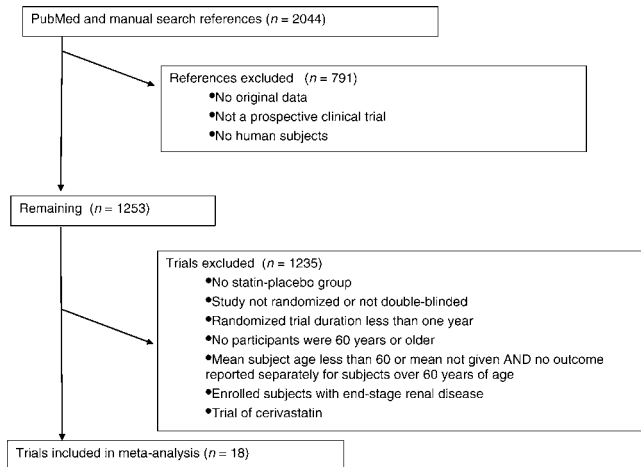 PubMed and manual search references (n = 2044)
References excluded (n = 791)
•No original data
•Not a prospective clinical trial
•No human subjects
Remaining (n = 1253)
Trials excluded (n = 1235)
•No statin-placebo group
•Study not randomized or not double-blinded
•Randomized trial duration less than one year
•No participants were 60 years or older
•Mean subject age less than 60 or mean not given AND no outcome
reported separately for subjects over 60 years of age
•Enrolled subjects with end-stage renal disease
•Trial of cerivastatin
Trials included in meta-analysis (n = 18)